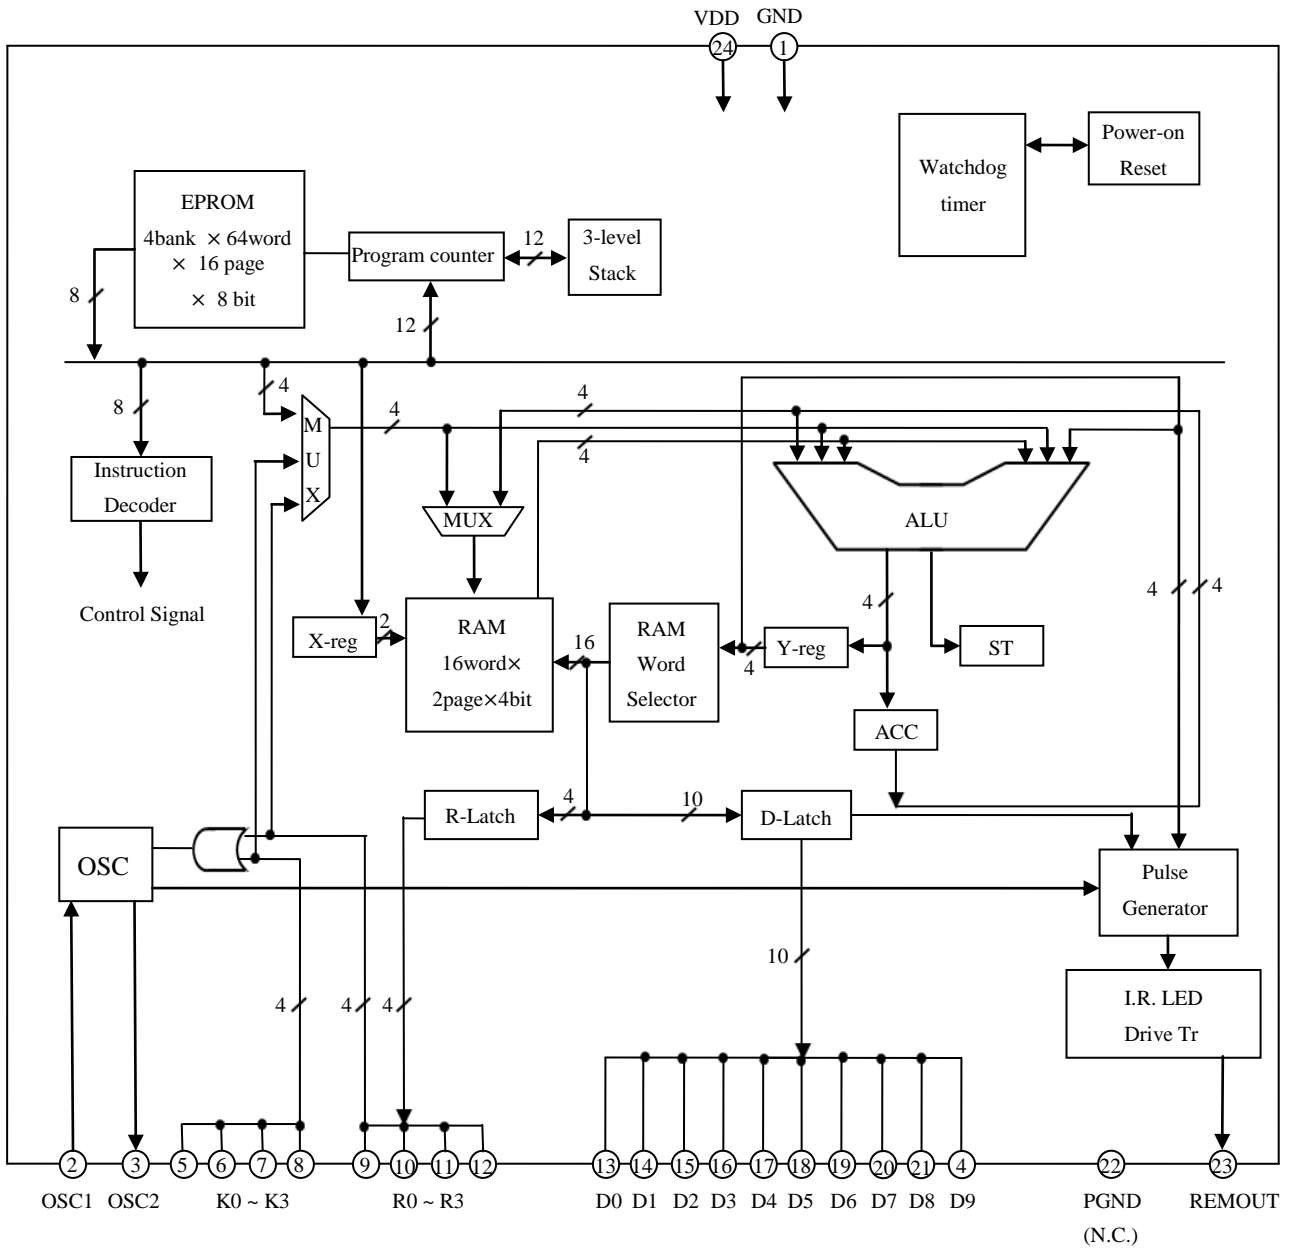 VDD GND
24 1
Power-on
Reset
Watchdog
timer
EPROM
4bank × 64word
× 16 page
× 8 bit
Program counter
12
3-level
Stack
8
12
8
4
M
U
X
4
4
4
Instruction
Decoder
MUX
ALU
Control Signal
X-reg
2
RAM
16word×
2page×4bit
16
RAM
Word
Selector
4
Y-reg
4
ST
4
4
ACC
R-Latch
4
10
D-Latch
OSC
Pulse
Generator
10
I.R. LED
Drive Tr
4
4
4
2 3 5 6 7 8 9 10 11 12 13 14 15 16 17 18 19 20 21 4 22 23
OSC1 OSC2 K0 ~ K3 R0 ~ R3 D0 D1 D2 D3 D4 D5 D6 D7 D8 D9 PGND REMOUT
(N.C.)